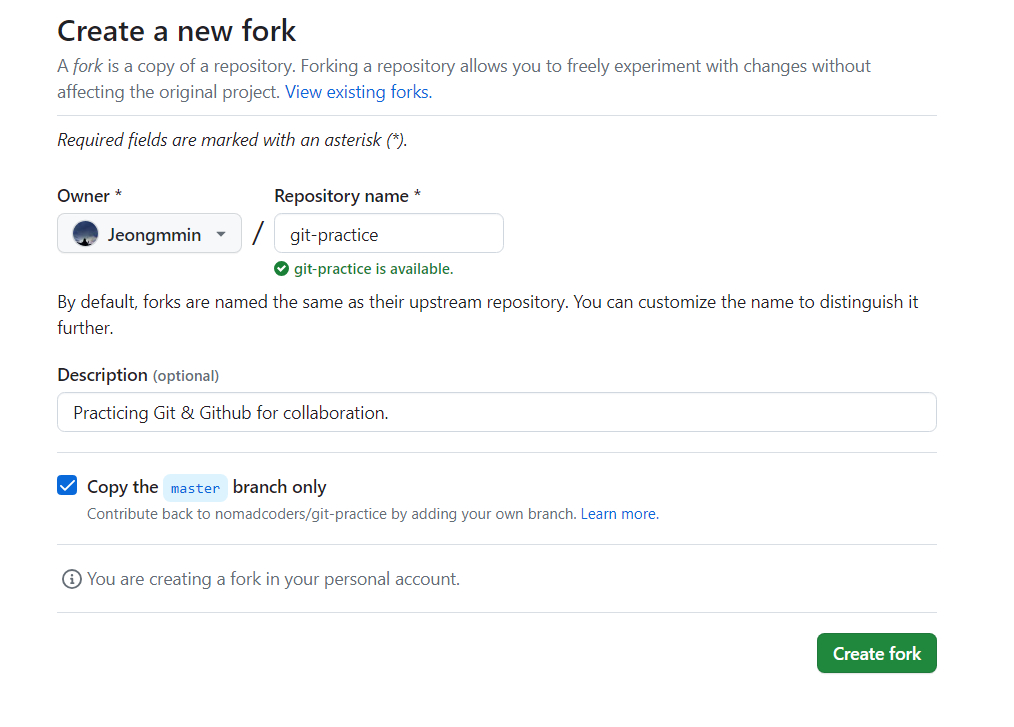 Create a new fork
A fork is a copy of a repository. Forking a repository allows you to freely experiment with changes without
affecting the original project. View existing forks.
Required fields are marked with an asterisk (*).
Owner *
Repository name *
Jeongmmin
/
git-practice
git-practice is available.
By default, forks are named the same as their upstream repository. You can customize the name to distinguish it
further.
Description (optional)
Practicing Git & Github for collaboration.
Copy the master branch only
Contribute back to nomadcoders/git-practice by adding your own branch. Learn more.
You are creating a fork in your personal account.
Create fork